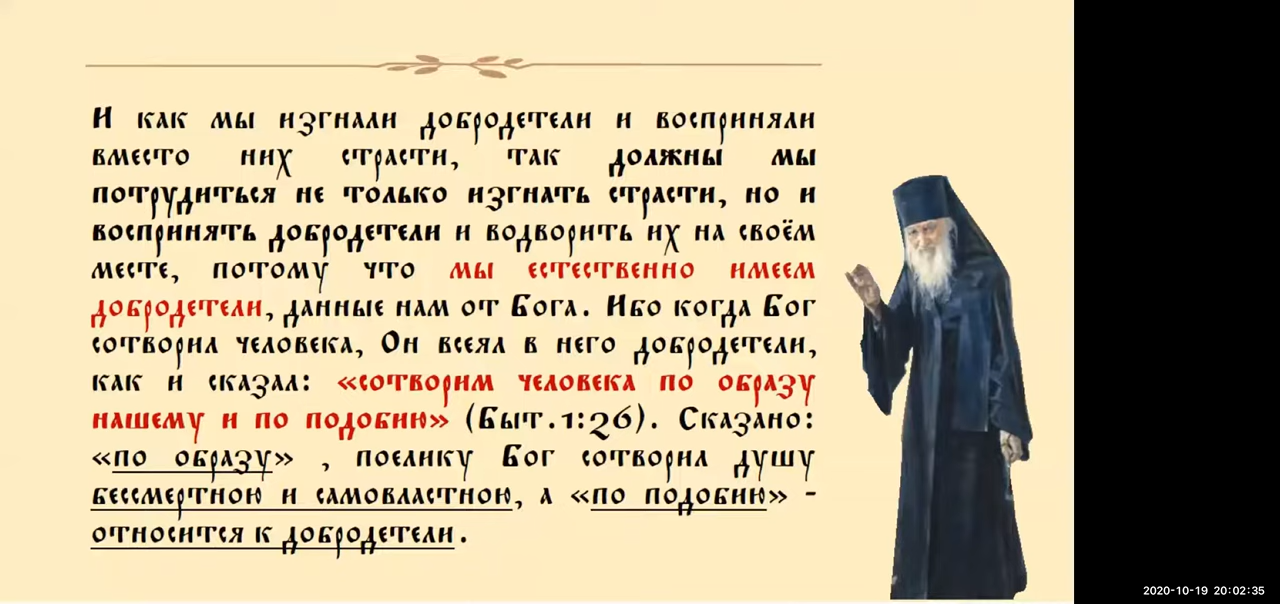 И как мы изгнали добродетели и восприняли
вместо них страсти, так должны мы
потрудиться не только изгнать страсти, но и
воспринять добродетели и водворить их на своём
месте, потому что мы естественно имеем
добродетели, данные нам от Бога. Ибо когда Бог
сотворил человека, Он всеял в него добродетели,
как и сказал: «сотворим человека по образу
нашему и по подобию» (Быт.1:26). Сказано:
«по образу» , поелику Бог сотворил душу
бессмертною и самовластною, а «по подобию» -
относится к добродетели.
2020-10-19 20:02:35